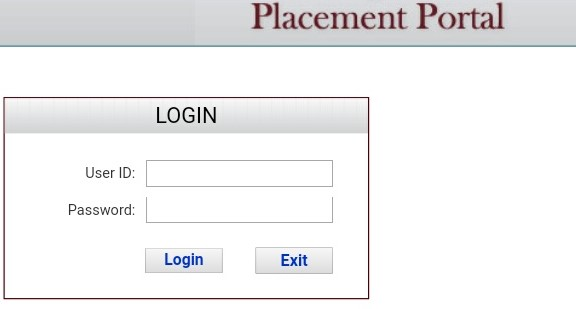 Placement Portal
LOGIN
User ID:
Password:
Login Exit